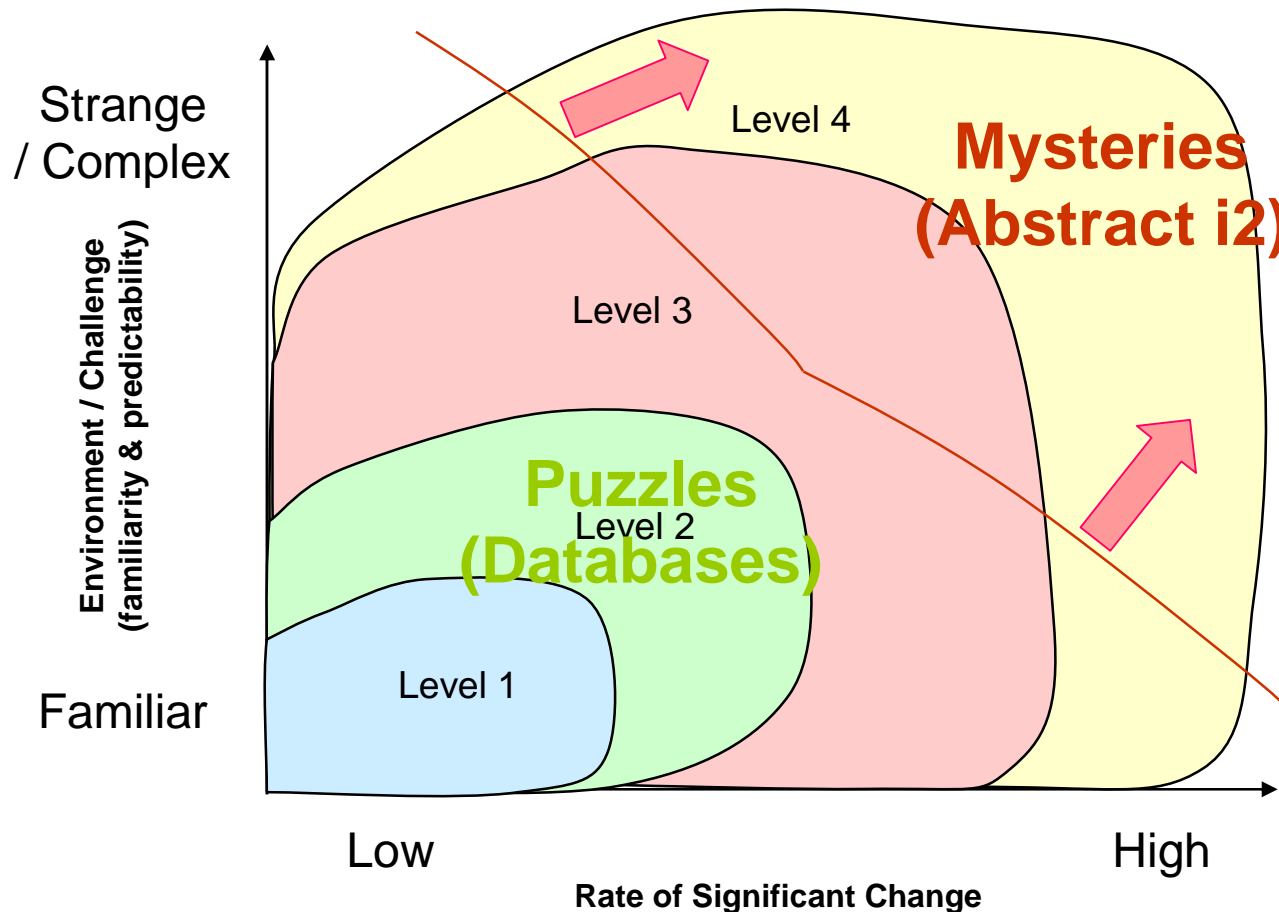 Strange
/ Complex
Environment / Challenge
(familiarity & predictability)
Familiar
Level 4
Mysteries
(Abstract i2)
Level 3
Puzzles
Level 2
(Databases)
Level 1
Low
High
Rate of Significant Change